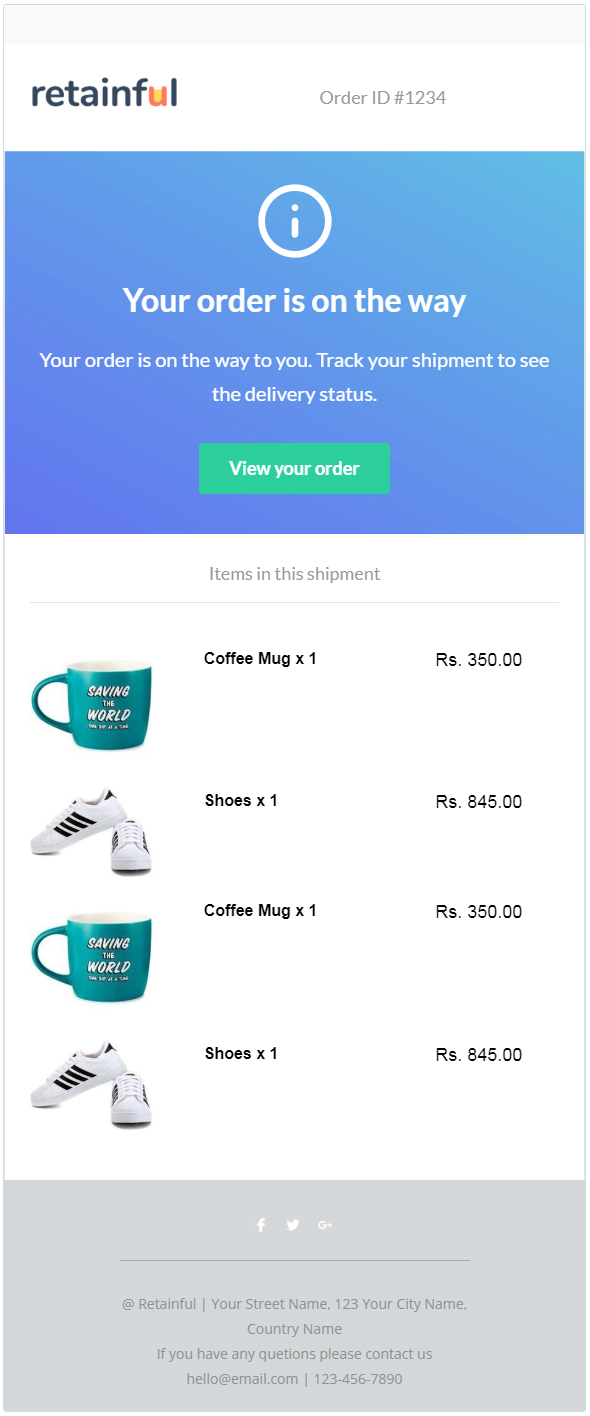 retainful
Order ID #1234
Your order is on the way
Your order is on the way to you. Track your shipment to see
the delivery status.
View your order
Items in this shipment
SAVING
THE
WORLD
ONE SIP AT A TIME
Coffee Mug x 1
Rs. 350.00
Shoes x 1
Rs. 845.00
SAVING
THE
WORLD
ONE SIP AT A TIME
Coffee Mug x 1
Rs. 350.00
Shoes x 1
Rs. 845.00
@ Retainful | Your Street Name, 123 Your City Name,
Country Name
If you have any quetions please contact us
hello@email.com | 123-456-7890